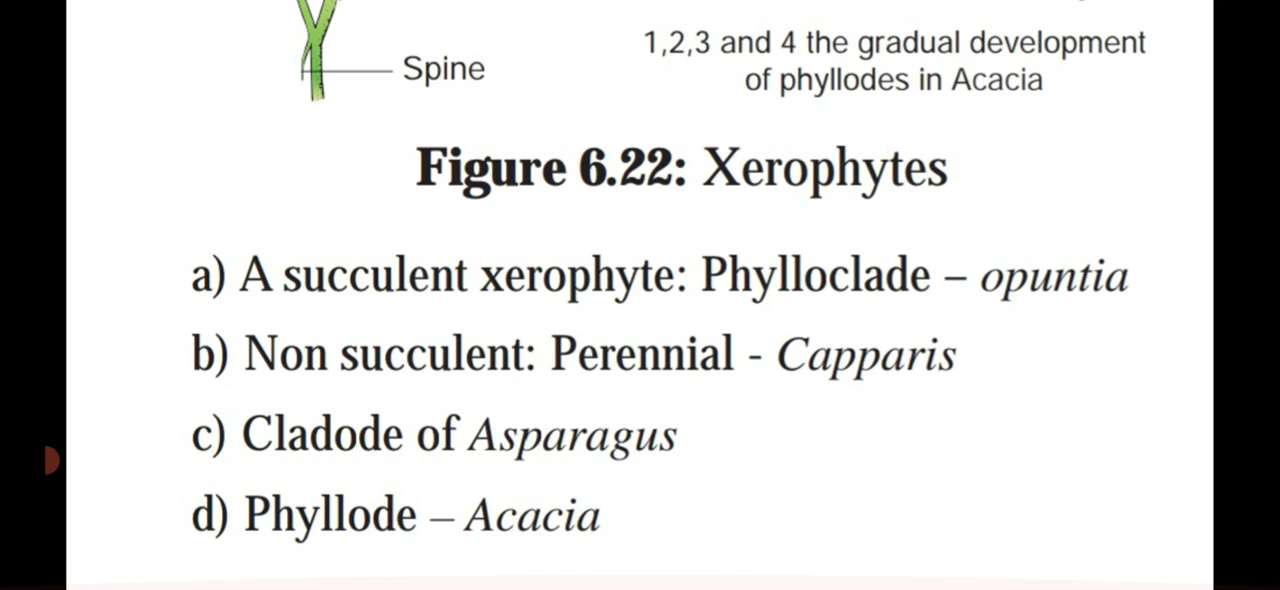 1,2,3 and 4 the gradual development
Spine
of phyllodes in Acacia
Figure 6.22: Xerophytes
a) A succulent xerophyte: Phylloclade – opuntia
b) Non succulent: Perennial - Capparis
c) Cladode of Asparagus
d) Phyllode – Acacia